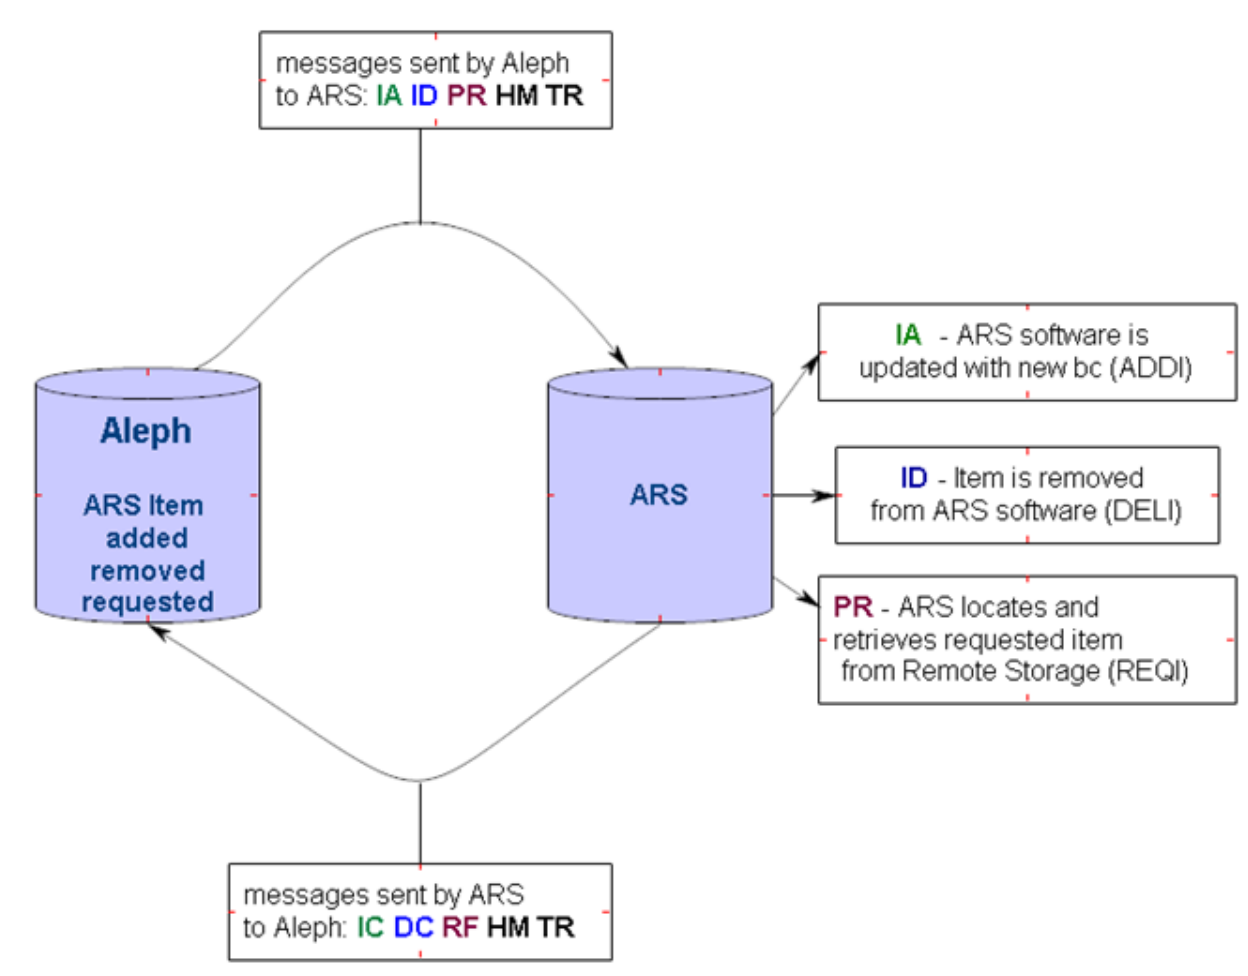 messages sent by Aleph
to ARS: IA ID PR HM TR
Aleph
ARS Item
added
removed
requested
ARS
IA - ARS software is
updated with new bc (ADDI)
ID - Item is removed
from ARS software (DELI)
PR - ARS locates and
retrieves requested item
from Remote Storage (REQI)
messages sent by ARS
to Aleph: IC DC RF HM TR